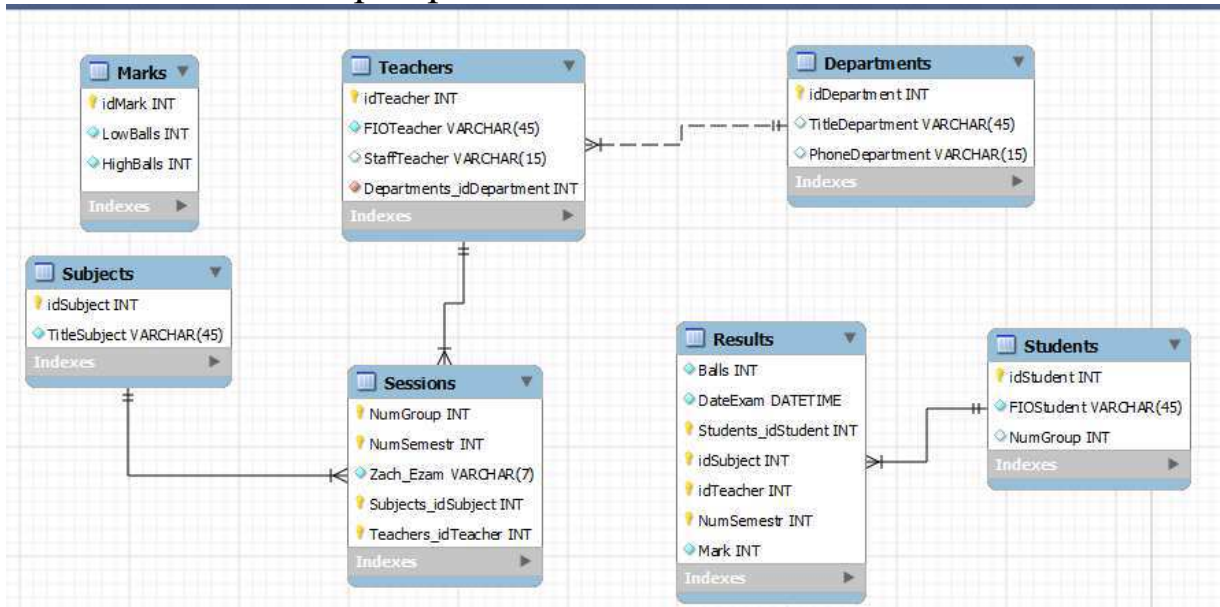 Marks
idMark INT
LowBalls INT
HighBalls INT
Indexes
Teachers
idTeacher INT
FIOTeacher VARCHAR(45)
StaffTeacher VARCHAR(15)
Departments_idDepartment INT
Indexes
Departments
idDepartment INT
TitleDepartment VARCHAR(45)
PhoneDepartment VARCHAR(15)
Indexes
Subjects
idSubject INT
TitleSubject VARCHAR(45)
Indexes
Sessions
NumGroup INT
NumSemestr INT
Zach_Ezam VARCHAR(7)
Subjects_idSubject INT
Teachers_idTeacher INT
Indexes
Results
Balls INT
DateExam DATETIME
Students_idStudent INT
idSubject INT
idTeacher INT
NumSemestr INT
Mark INT
Indexes
Students
idStudent INT
FIOStudent VARCHAR(45)
NumGroup INT
Indexes